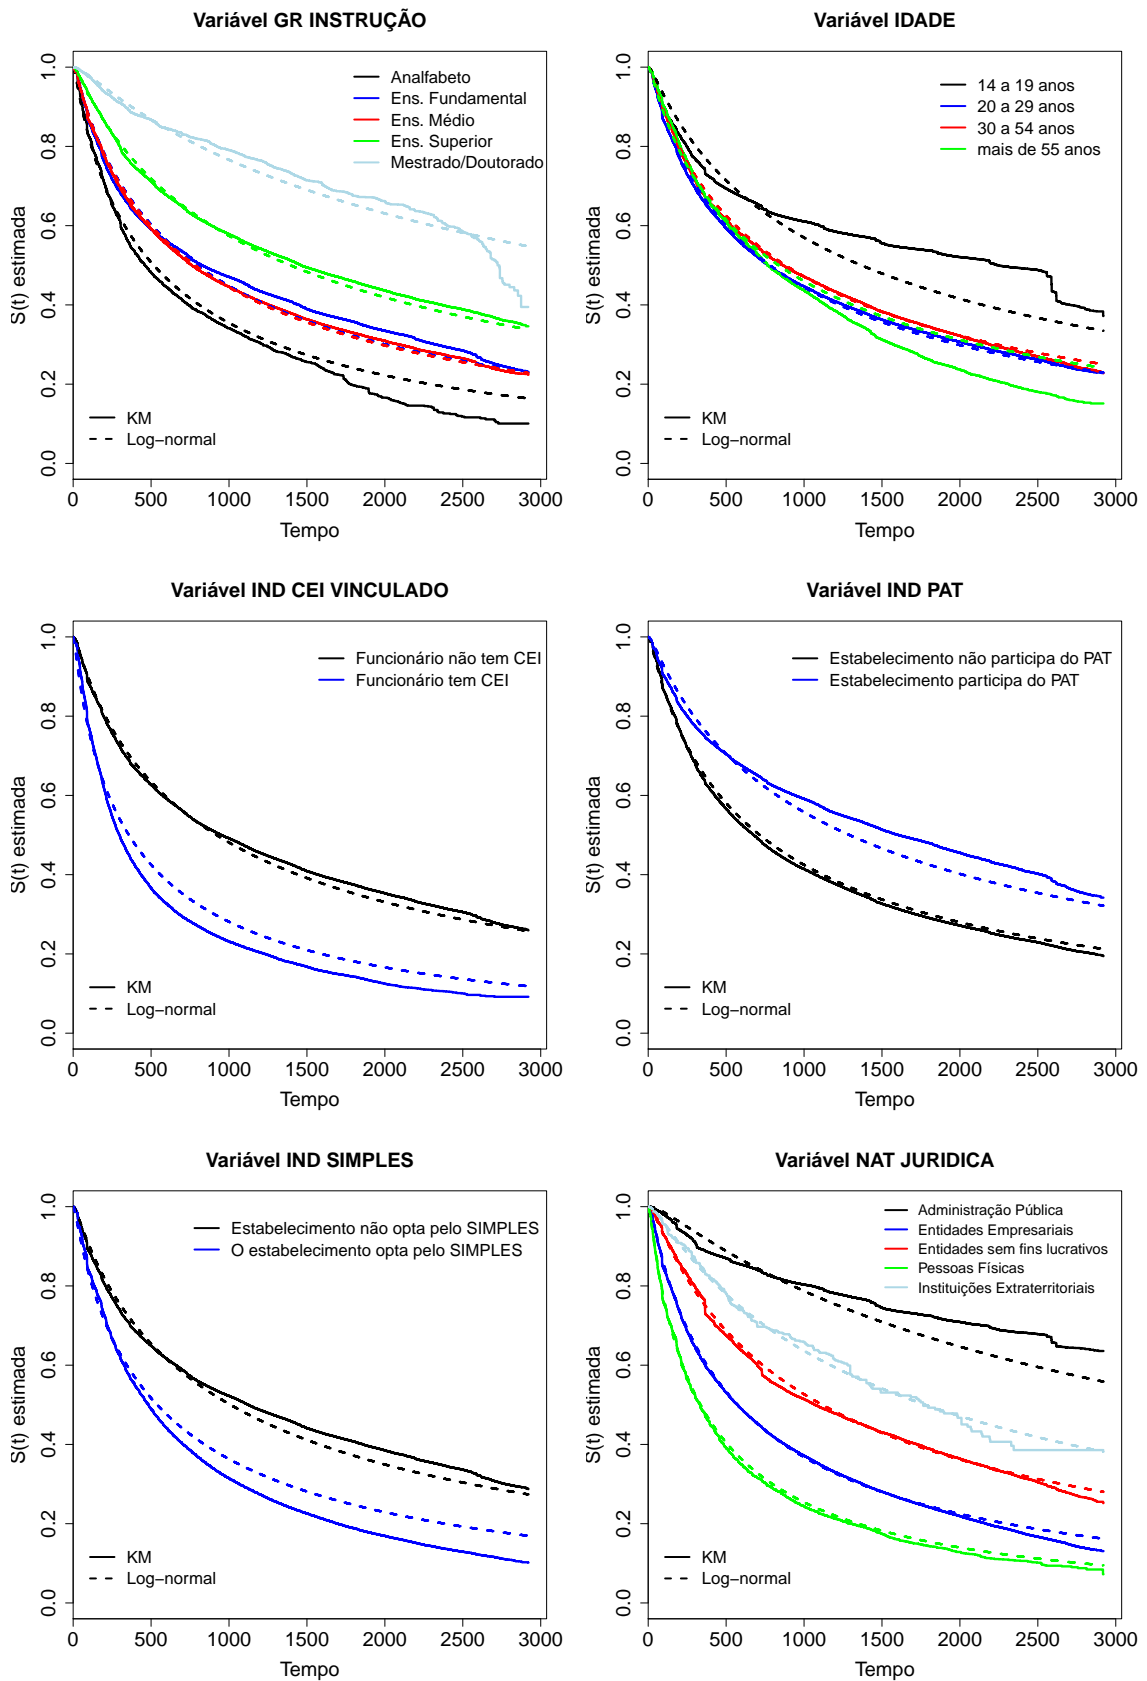 Variável GR INSTRUÇÃO
S(t) estimada
0.0 0.2 0.4 0.6 0.8 1.0
Analfabeto
Ens. Fundamental
Ens. Médio
Ens. Superior
Mestrado/Doutorado
KM
Log−normal
0 500 1000 1500 2000 2500 3000
Tempo
Variável IDADE
S(t) estimada
0.0 0.2 0.4 0.6 0.8 1.0
14 a 19 anos
20 a 29 anos
30 a 54 anos
mais de 55 anos
KM
Log−normal
0 500 1000 1500 2000 2500 3000
Tempo
Variável IND CEI VINCULADO
S(t) estimada
0.0 0.2 0.4 0.6 0.8 1.0
Funcionário não tem CEI
Funcionário tem CEI
KM
Log−normal
0 500 1000 1500 2000 2500 3000
Tempo
Variável IND PAT
S(t) estimada
0.0 0.2 0.4 0.6 0.8 1.0
Estabelecimento não participa do PAT
Estabelecimento participa do PAT
KM
Log−normal
0 500 1000 1500 2000 2500 3000
Tempo
Variável IND SIMPLES
S(t) estimada
0.0 0.2 0.4 0.6 0.8 1.0
Estabelecimento não opta pelo SIMPLES
O estabelecimento opta pelo SIMPLES
KM
Log−normal
0 500 1000 1500 2000 2500 3000
Tempo
Variável NAT JURIDICA
S(t) estimada
0.0 0.2 0.4 0.6 0.8 1.0
Administração Pública
Entidades Empresariais
Entidades sem fins lucrativos
Pessoas Físicas
Instituições Extraterritoriais
KM
Log−normal
0 500 1000 1500 2000 2500 3000
Tempo